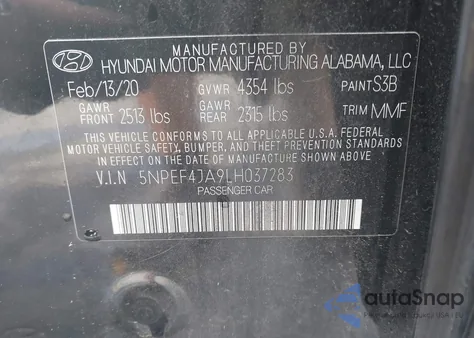 HYUNDAI MOTOR MANUFACTURING ALABAMA, LLC
Feb/13/20 GVWR 4354 lbs PAINT S3B
GAWR FRONT 2513 lbs GAWR REAR 2315 lbs TRIM MMF
THIS VEHICLE CONFORMS TO ALL APPLICABLE U.S.A. FEDERAL
MOTOR VEHICLE SAFETY, BUMPER, AND THEFT PREVENTION STANDARDS
IN EFFECT ON THE DATE OF MANUFACTURE SHOWN ABOVE.
V.I.N 5NPEF4JA9LH037283
PASSENGER CAR
autoSnap